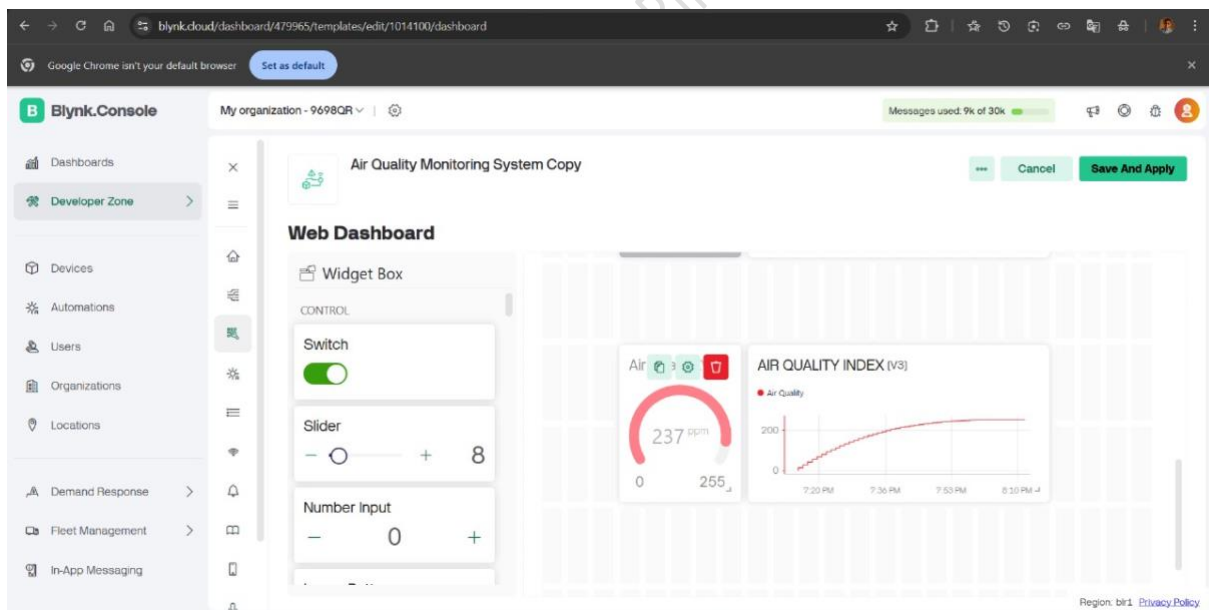 blynk.cloud/dashboard/479965/templates/edit/1014100/dashboard
Google Chrome isn't your default browser Set as default
B Blynk.Console
My organization - 9698QR
Messages used: 9k of 30k
Dashboards
Developer Zone
Devices
Automations
Users
Organizations
Locations
Demand Response
Fleet Management
In-App Messaging
Air Quality Monitoring System Copy
Cancel
Save And Apply
Web Dashboard
Widget Box
CONTROL
Switch
Slider
8
Number Input
0
Air
237 ppm
0 255
AIR QUALITY INDEX (V3)
Air Quality
200
0
7:20 PM 7:36 PM 7:53 PM 8:10 PM
Region: blr1 Privacy Policy